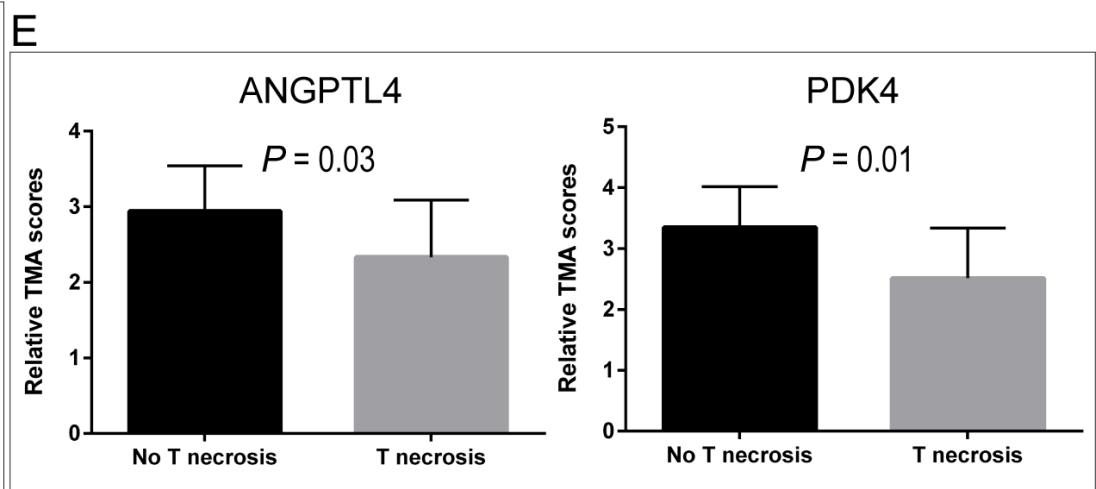 E
ANGPTL4
P = 0.03
Relative TMA scores
4
3
2
1
0
No T necrosis
T necrosis
PDK4
P = 0.01
Relative TMA scores
5
4
3
2
1
0
No T necrosis
T necrosis